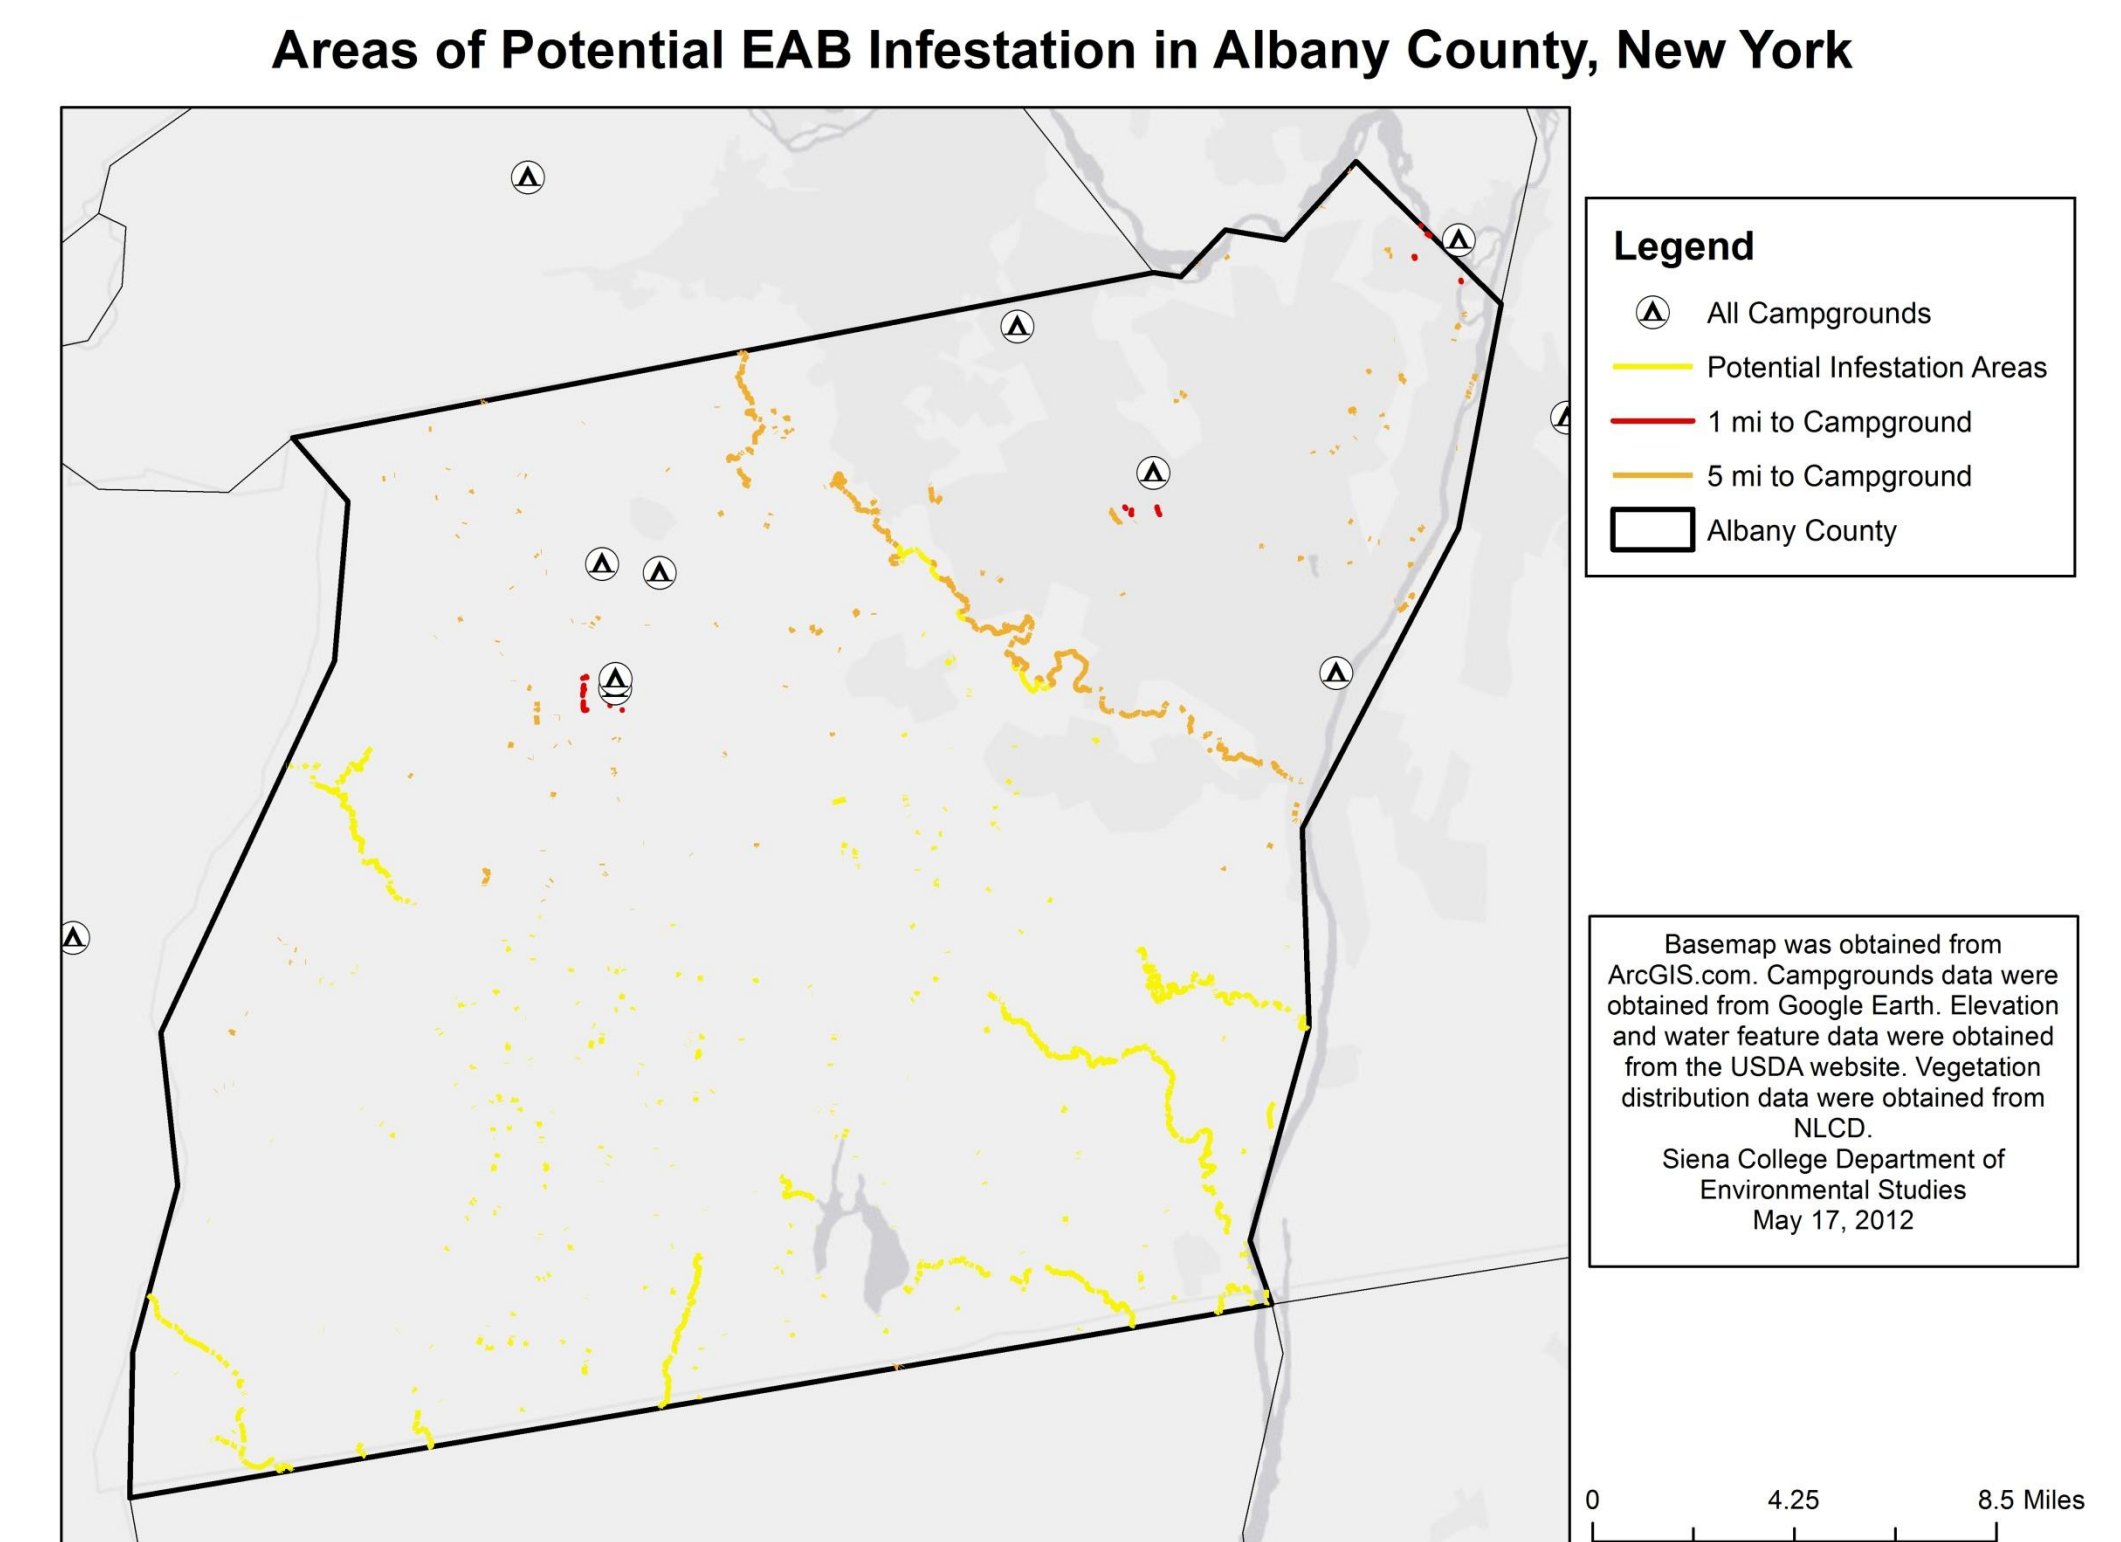 Areas of Potential EAB Infestation in Albany County, New York
Legend
All Campgrounds
Potential Infestation Areas
1 mi to Campground
5 mi to Campground
Albany County
Basemap was obtained from
ArcGIS.com. Campgrounds data were
obtained from Google Earth. Elevation
and water feature data were obtained
from the USDA website. Vegetation
distribution data were obtained from
NLCD.
Siena College Department of
Environmental Studies
May 17, 2012
0 4.25 8.5 Miles